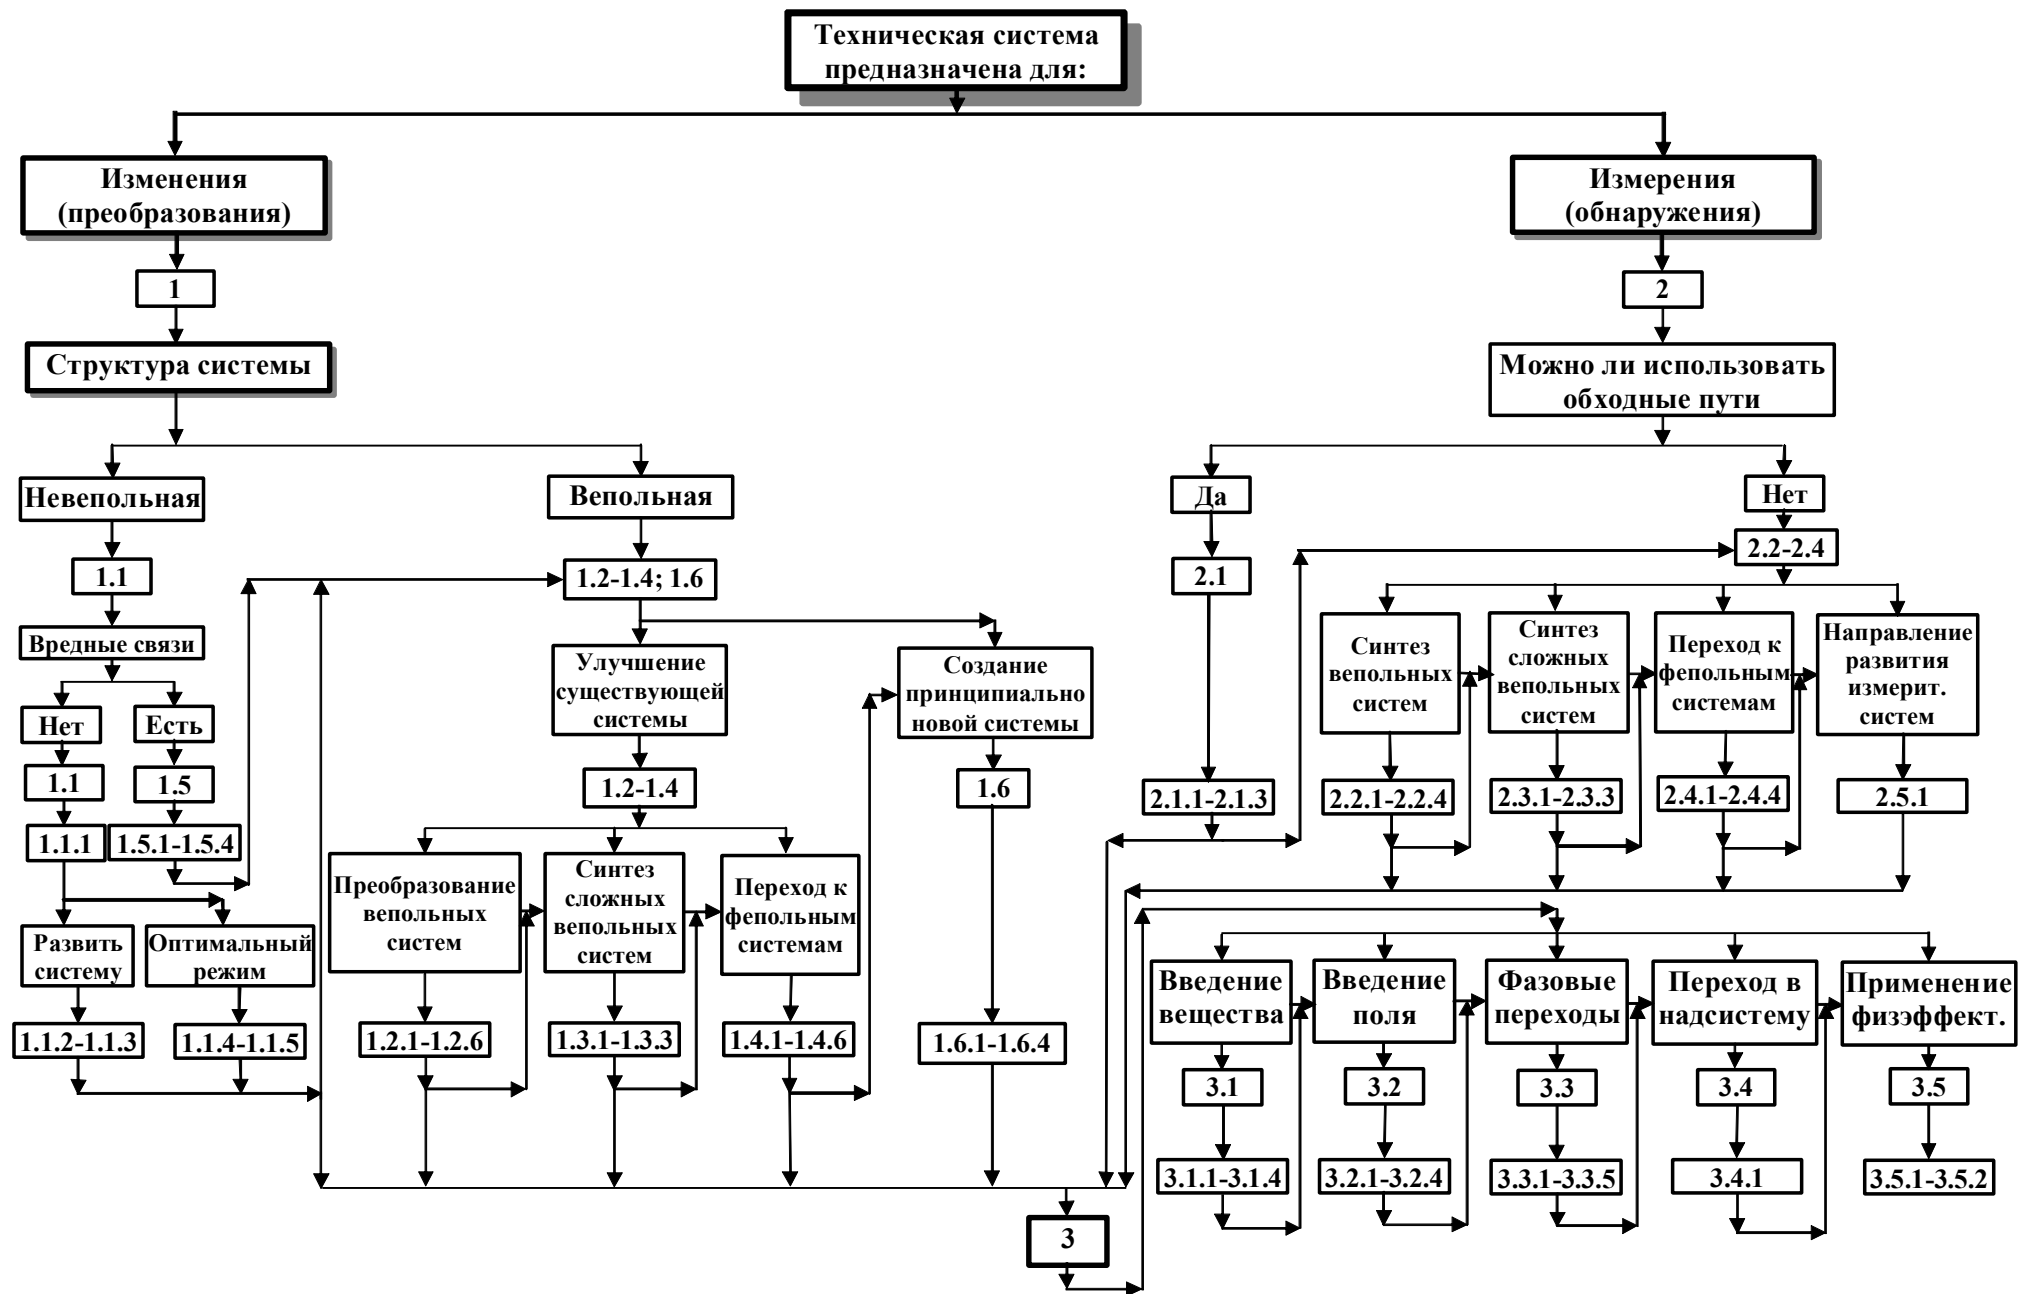 Техническая система
предназначена для:
Изменения
(преобразования)
Измерения
(обнаружения)
1
2
Структура системы
Можно ли использовать
обходные пути
Невепольная
Вепольная
Да
Нет
1.1
1.2-1.4; 1.6
2.1
2.2-2.4
Вредные связи
Нет
Есть
1.1
1.5
1.1.1
1.5.1-1.5.4
Развить
систему
Оптимальный
режим
1.1.2-1.1.3
1.1.4-1.1.5
Улучшение
существующей
системы
Создание
принципиально
новой системы
1.2-1.4
1.6
Преобразование
вепольных
систем
Синтез
сложных
вепольных
систем
Переход к
фепольным
системам
1.2.1-1.2.6
1.3.1-1.3.3
1.4.1-1.4.6
1.6.1-1.6.4
3
2.1.1-2.1.3
Синтез
вепольных
систем
Синтез
сложных
вепольных
систем
Переход к
фепольным
системам
Направление
развития
измерит.
систем
2.2.1-2.2.4
2.3.1-2.3.3
2.4.1-2.4.4
2.5.1
Введение
вещества
Введение
поля
Фазовые
переходы
Переход в
надсистему
Применение
физэффект.
3.1
3.2
3.3
3.4
3.5
3.1.1-3.1.4
3.2.1-3.2.4
3.3.1-3.3.5
3.4.1
3.5.1-3.5.2